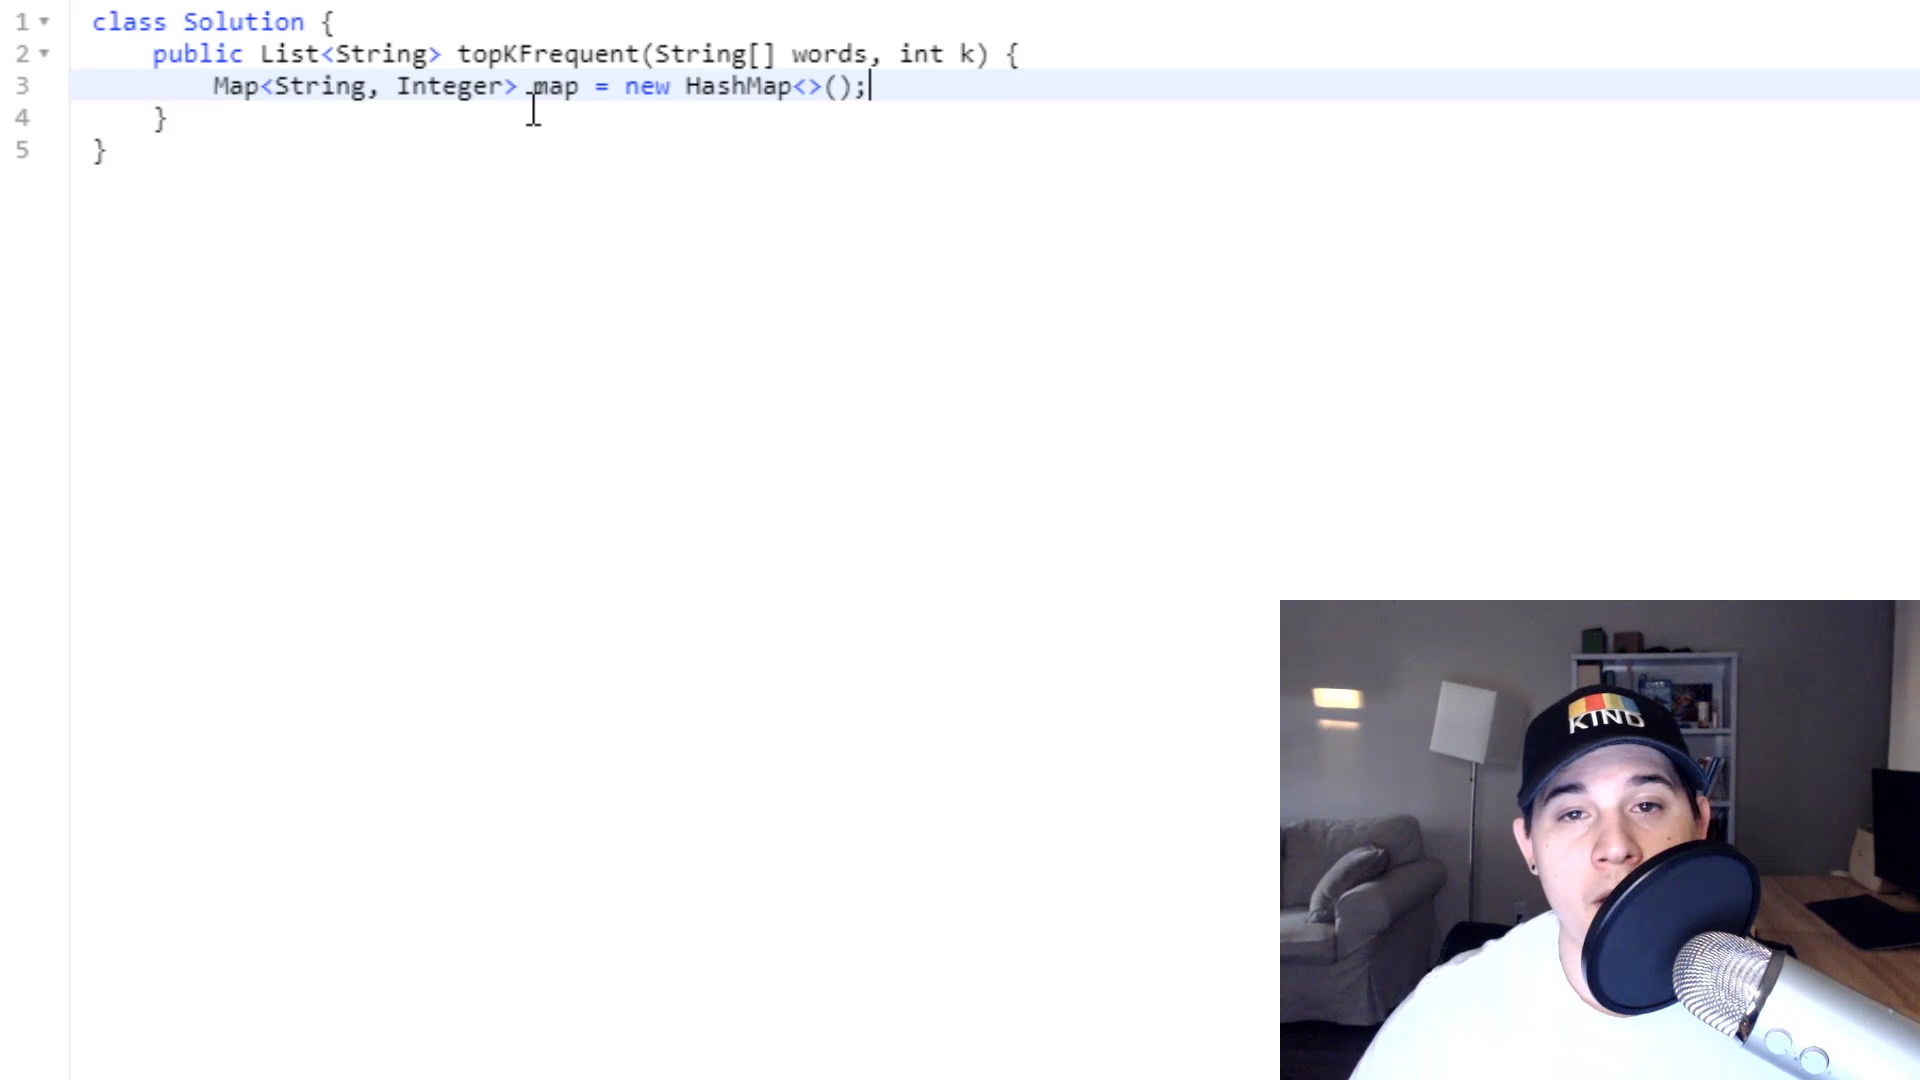 1 class Solution {
2 public List<String> topKFrequent(String[] words, int k) {
3 Map<String, Integer> map = new HashMap<>();
4 }
5 }
KIND